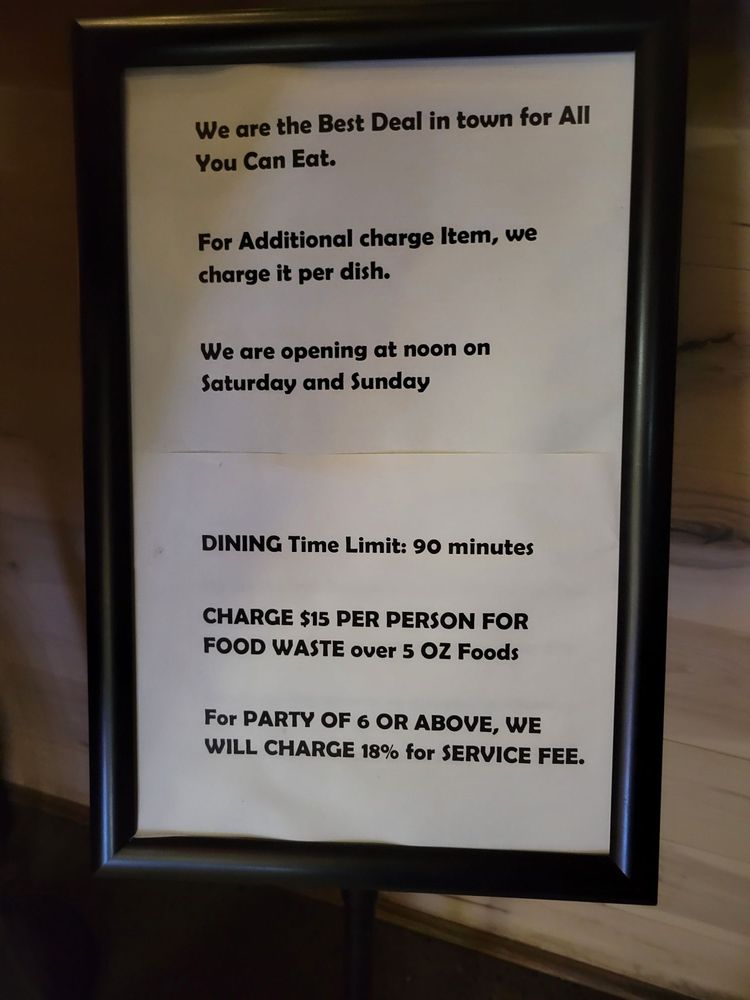 We are the Best Deal in town for All
You Can Eat.
For Additional charge Item, we
charge it per dish.
We are opening at noon on
Saturday and Sunday
DINING Time Limit: 90 minutes
CHARGE $15 PER PERSON FOR
FOOD WASTE over 5 OZ Foods
For PARTY OF 6 OR ABOVE, WE
WILL CHARGE 18% for SERVICE FEE.